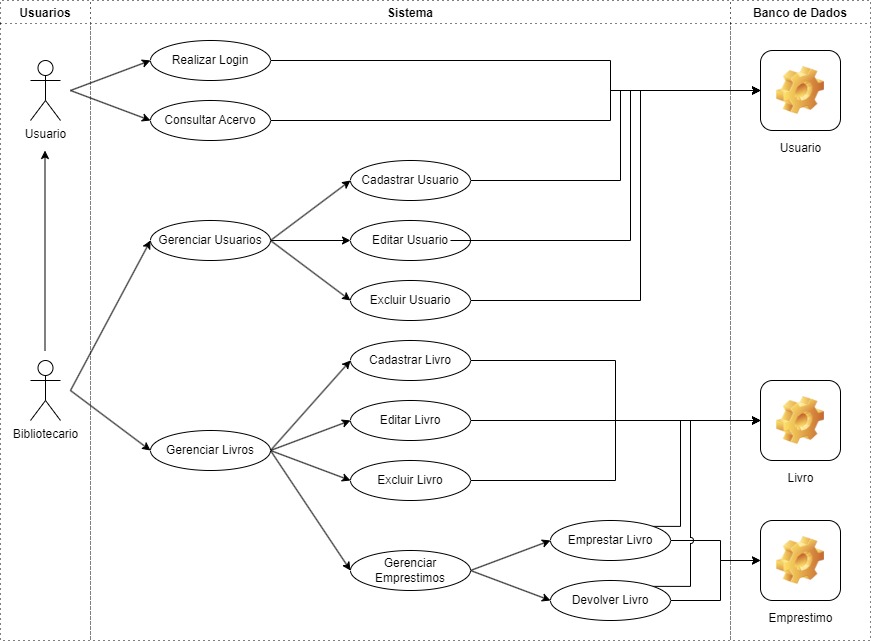 Usuarios
Sistema
Banco de Dados
Realizar Login
Consultar Acervo
Usuario
Usuario
Cadastrar Usuario
Gerenciar Usuarios
Editar Usuario
Excluir Usuario
Cadastrar Livro
Editar Livro
Bibliotecario
Gerenciar Livros
Excluir Livro
Livro
Gerenciar
Emprestimos
Emprestar Livro
Devolver Livro
Emprestimo